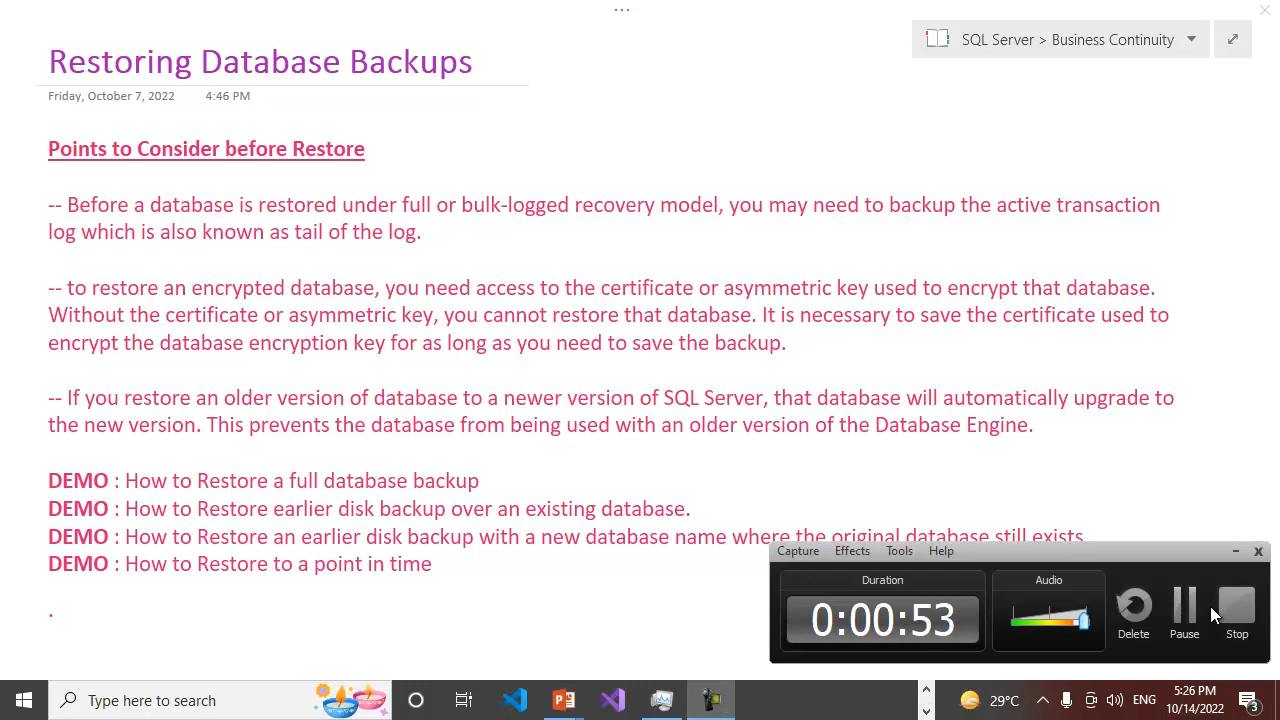 SQL Server > Business Continuity
Restoring Database Backups
Friday, October 7, 2022 4:46 PM
Points to Consider before Restore
-- Before a database is restored under full or bulk-logged recovery model, you may need to backup the active transaction
log which is also known as tail of the log.
-- to restore an encrypted database, you need access to the certificate or asymmetric key used to encrypt that database.
Without the certificate or asymmetric key, you cannot restore that database. It is necessary to save the certificate used to
encrypt the database encryption key for as long as you need to save the backup.
-- If you restore an older version of database to a newer version of SQL Server, that database will automatically upgrade to
the new version. This prevents the database from being used with an older version of the Database Engine.
DEMO : How to Restore a full database backup
DEMO : How to Restore earlier disk backup over an existing database.
DEMO : How to Restore an earlier disk backup with a new database name where the original database still exists
DEMO : How to Restore to a point in time
.
Capture Effects Tools Help
Duration
Audio
0:00:53
Delete Pause Stop
Type here to search
29°C
ENG
5:26 PM
10/14/2022
3